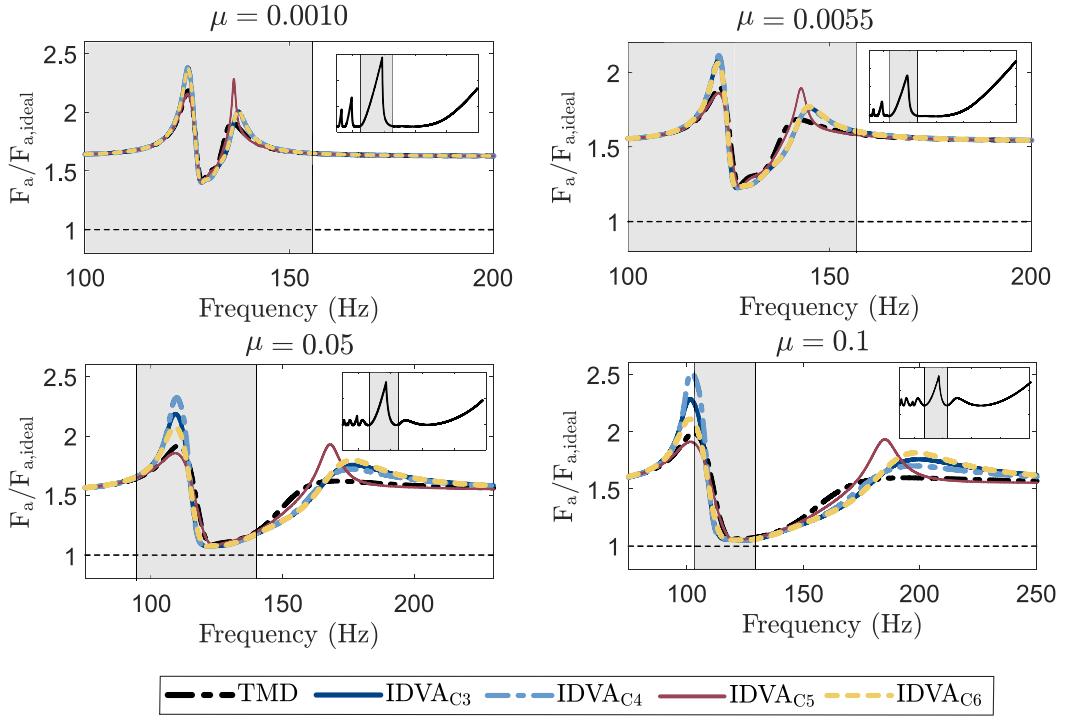 μ = 0.0010
μ = 0.0055
2.5
2
1.5
1
F_a/F_a,ideal
100
150
200
Frequency (Hz)
2
1.5
1
F_a/F_a,ideal
100
150
200
Frequency (Hz)
μ = 0.05
μ = 0.1
2.5
2
1.5
1
F_a/F_a,ideal
100
150
200
Frequency (Hz)
2.5
2
1.5
1
F_a/F_a,ideal
100
150
200
250
Frequency (Hz)
TMD IDVA_C3 IDVA_C4 IDVA_C5 IDVA_C6